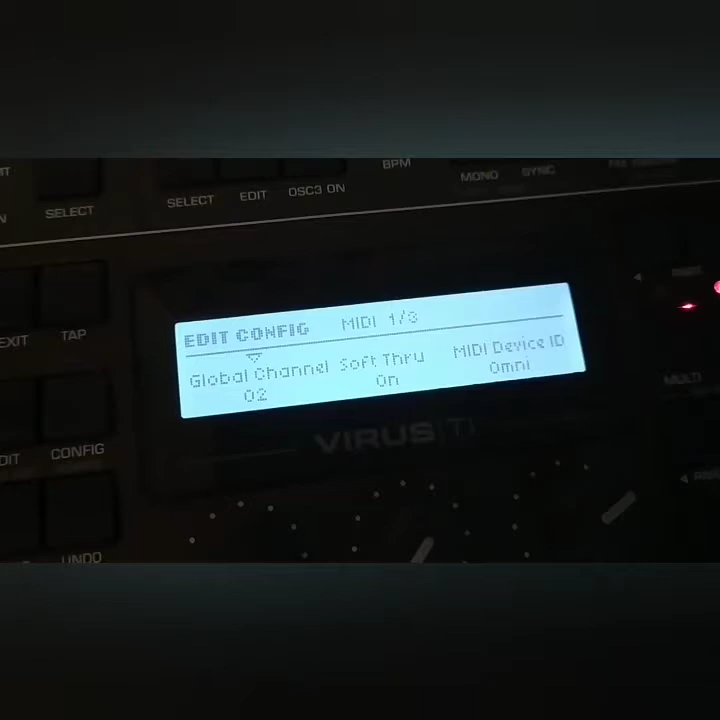 BPM
SELECT
SELECT EDIT OSC3 ON
MONO SYNC
EXIT TAP
EDIT CONFIG MIDI 1/3
Global Channel Soft Thru MIDI Device ID
02 On Omni
MULTI
CONFIG
VIRUS TI
UNDO